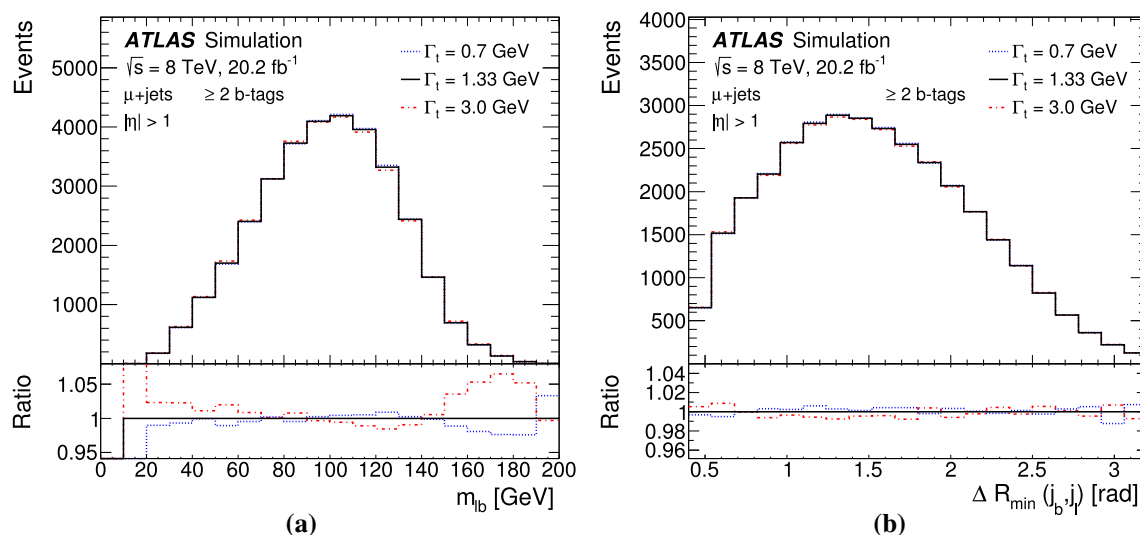 Events
5000
4000
3000
2000
1000
ATLAS Simulation
√s = 8 TeV, 20.2 fb⁻¹
μ+jets ≥ 2 b-tags
|η| > 1
Γt = 0.7 GeV
Γt = 1.33 GeV
Γt = 3.0 GeV
Ratio
1.05
1
0.95
0 20 40 60 80 100 120 140 160 180 200
m_lb [GeV]
(a)
Events
4000
3500
3000
2500
2000
1500
1000
500
ATLAS Simulation
√s = 8 TeV, 20.2 fb⁻¹
μ+jets ≥ 2 b-tags
|η| > 1
Γt = 0.7 GeV
Γt = 1.33 GeV
Γt = 3.0 GeV
Ratio
1.04
1.02
1
0.98
0.96
0.5 1 1.5 2 2.5 3
Δ R_min (j_b,j_l) [rad]
(b)